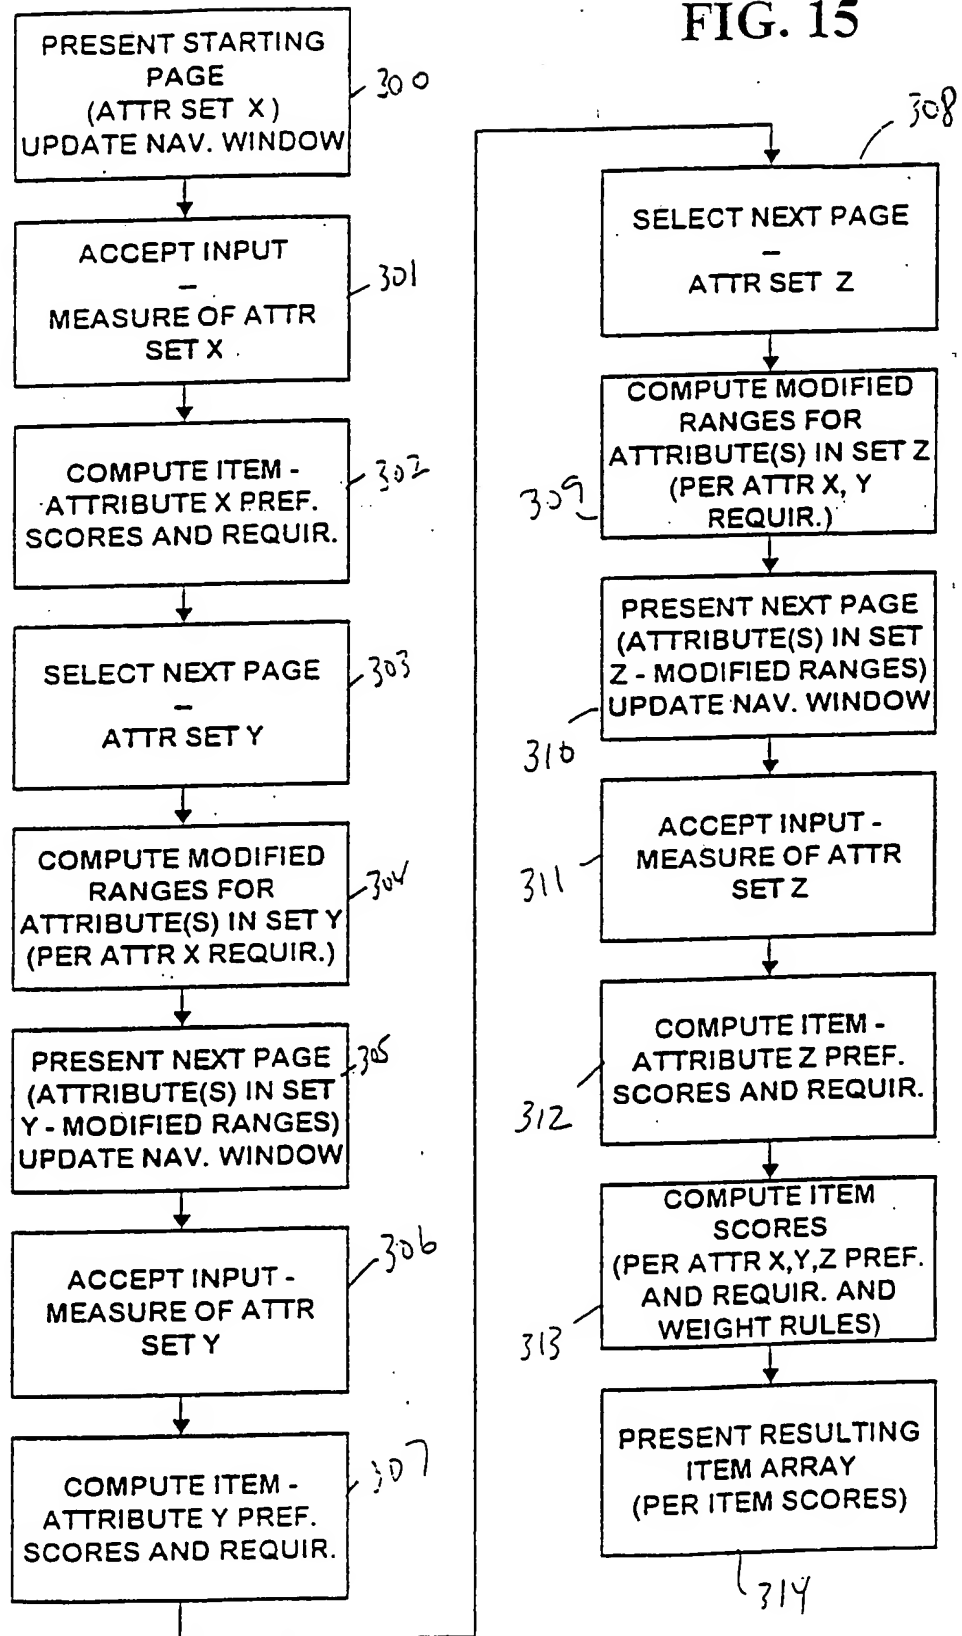 FIG. 15
PRESENT STARTING
PAGE
(ATTR SET X)
UPDATE NAV. WINDOW
300
ACCEPT INPUT
–
MEASURE OF ATTR
SET X
301
COMPUTE ITEM -
ATTRIBUTE X PREF.
SCORES AND REQUIR.
302
SELECT NEXT PAGE
–
ATTR SET Y
303
COMPUTE MODIFIED
RANGES FOR
ATTRIBUTE(S) IN SET Y
(PER ATTR X REQUIR.)
304
PRESENT NEXT PAGE
(ATTRIBUTE(S) IN SET
Y - MODIFIED RANGES)
UPDATE NAV. WINDOW
305
ACCEPT INPUT -
MEASURE OF ATTR
SET Y
306
COMPUTE ITEM -
ATTRIBUTE Y PREF.
SCORES AND REQUIR.
307
SELECT NEXT PAGE
–
ATTR SET Z
308
COMPUTE MODIFIED
RANGES FOR
ATTRIBUTE(S) IN SET Z
(PER ATTR X, Y
REQUIR.)
309
PRESENT NEXT PAGE
(ATTRIBUTE(S) IN SET
Z - MODIFIED RANGES)
UPDATE NAV. WINDOW
310
ACCEPT INPUT -
MEASURE OF ATTR
SET Z
311
COMPUTE ITEM -
ATTRIBUTE Z PREF.
SCORES AND REQUIR.
312
COMPUTE ITEM
SCORES
(PER ATTR X,Y,Z PREF.
AND REQUIR. AND
WEIGHT RULES)
313
PRESENT RESULTING
ITEM ARRAY
(PER ITEM SCORES)
314